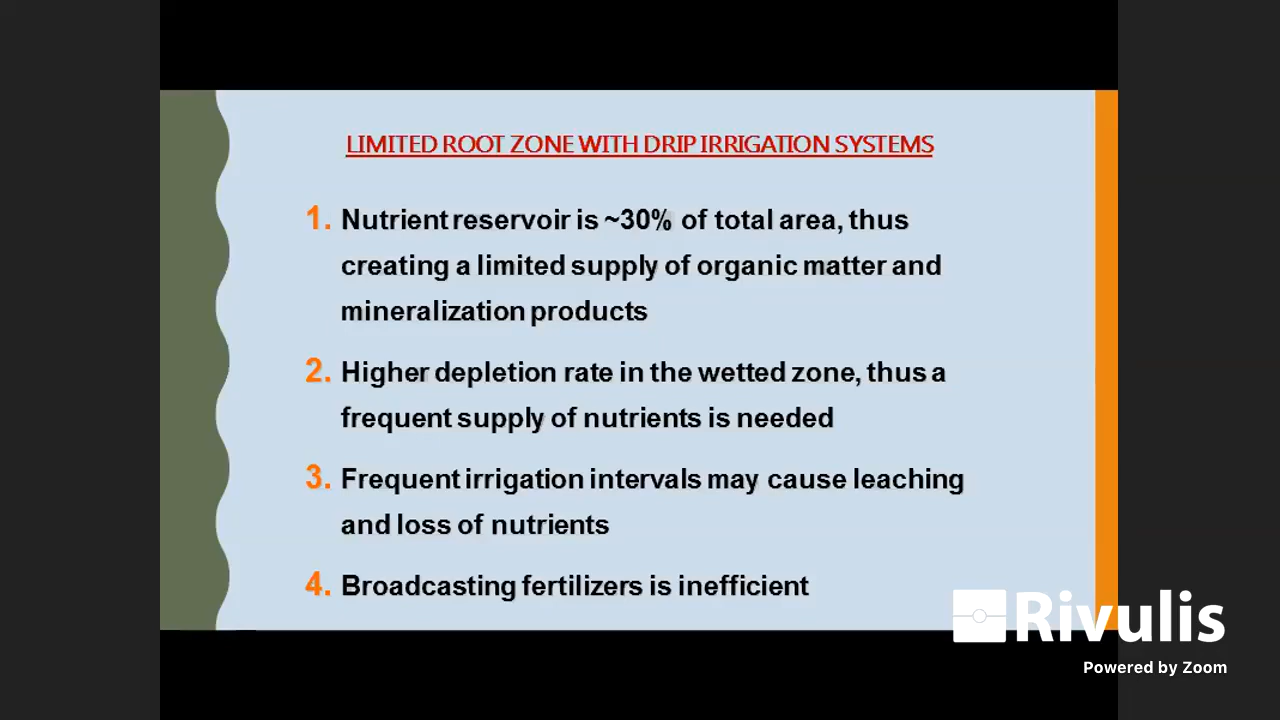 LIMITED ROOT ZONE WITH DRIP IRRIGATION SYSTEMS
1. Nutrient reservoir is ~30% of total area, thus
creating a limited supply of organic matter and
mineralization products
2. Higher depletion rate in the wetted zone, thus a
frequent supply of nutrients is needed
3. Frequent irrigation intervals may cause leaching
and loss of nutrients
4. Broadcasting fertilizers is inefficient
Rivulis
Powered by Zoom